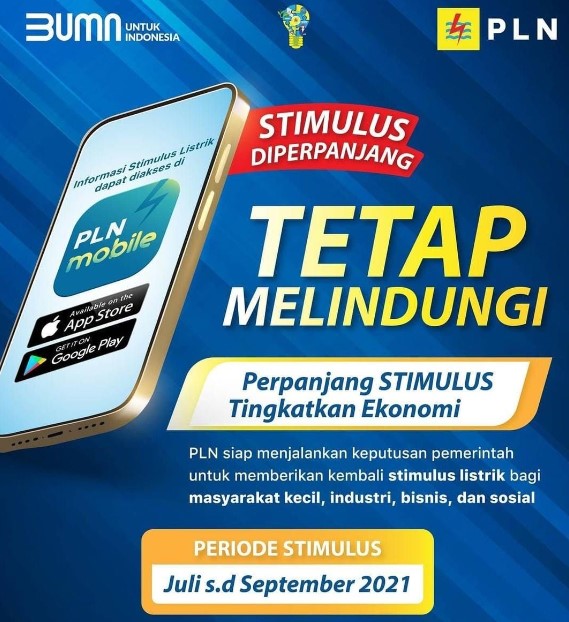 BUMN UNTUK
INDONESIA
PLN
STIMULUS
DIPERPANJANG
Informasi Stimulus Listrik
dapat diakses di
PLN
mobile
Available on the
App Store
GET IT ON
Google Play
TETAP
MELINDUNGI
Perpanjang STIMULUS
Tingkatkan Ekonomi
PLN siap menjalankan keputusan pemerintah
untuk memberikan kembali stimulus listrik bagi
masyarakat kecil, industri, bisnis, dan sosial
PERIODE STIMULUS
Juli s.d September 2021